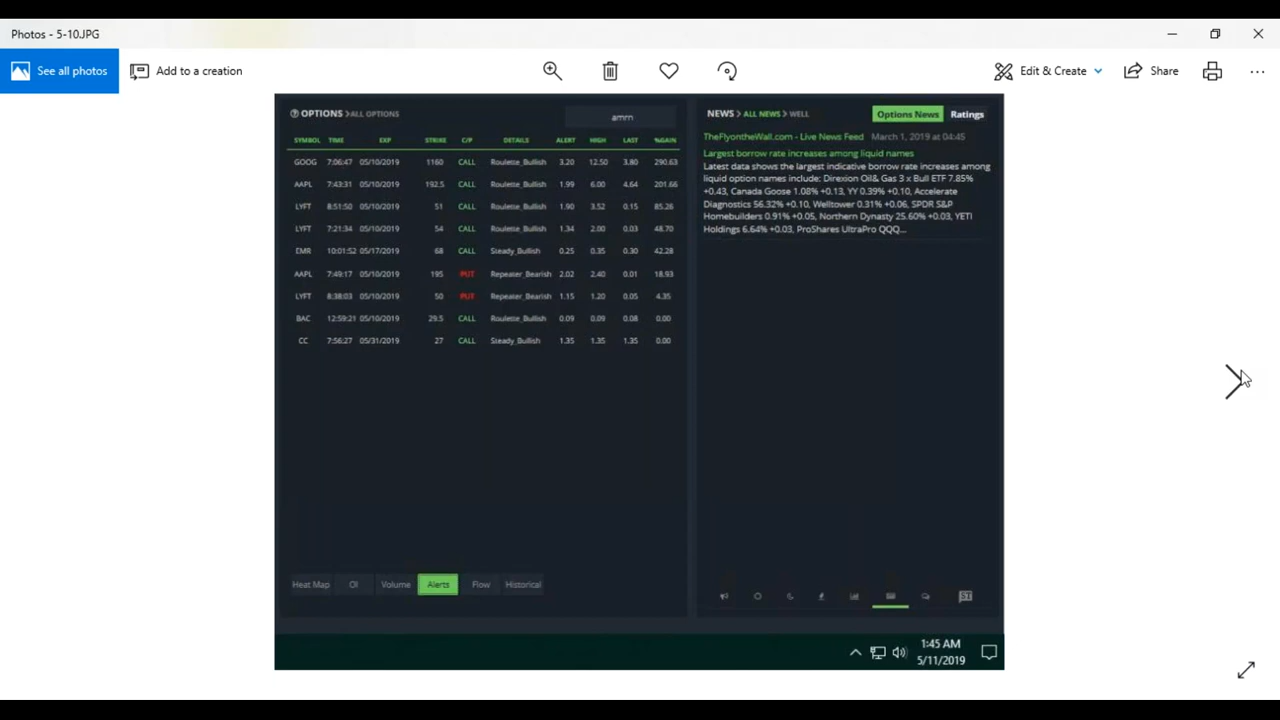 Photos - 5-10.JPG
See all photos
Add to a creation
Edit & Create
Share
OPTIONS >ALL OPTIONS
amrn
SYMBOL TIME EXP STRIKE C/P DETAILS ALERT HIGH LAST %GAIN
GOOG 7:06:47 05/10/2019 1160 CALL Roulette_Bullish 3.20 12.50 3.80 290.63
AAPL 7:43:31 05/10/2019 192.5 CALL Roulette_Bullish 1.99 6.00 4.64 201.66
LYFT 8:51:50 05/10/2019 51 CALL Roulette_Bullish 1.90 3.52 0.15 85.26
LYFT 7:21:34 05/10/2019 54 CALL Roulette_Bullish 1.34 2.00 0.03 48.70
EMR 10:01:52 05/17/2019 68 CALL Steady_Bullish 0.25 0.35 0.30 42.28
AAPL 7:49:17 05/10/2019 195 PUT Repeater_Bearish 2.02 2.40 0.01 18.93
LYFT 8:38:03 05/10/2019 50 PUT Repeater_Bearish 1.15 1.20 0.05 4.35
BAC 12:59:21 05/10/2019 29.5 CALL Roulette_Bullish 0.09 0.09 0.08 0.00
CC 7:56:27 05/31/2019 27 CALL Steady_Bullish 1.35 1.35 1.35 0.00
Heat Map OI Volume Alerts Flow Historical
NEWS > ALL NEWS > WELL
Options News Ratings
TheFlyontheWall.com - Live News Feed March 1, 2019 at 04:45
Largest borrow rate increases among liquid names
Latest data shows the largest indicative borrow rate increases among
liquid option names include: Direxion Oil& Gas 3 x Bull ETF 7.85%
+0.43, Canada Goose 1.08% +0.13, YY 0.39% +0.10, Accelerate
Diagnostics 56.32% +0.10, Welltower 0.31% +0.06, SPDR S&P
Homebuilders 0.91% +0.05, Northern Dynasty 25.60% +0.03, YETI
Holdings 6.64% +0.03, ProShares UltraPro QQQ...
ST
1:45 AM
5/11/2019